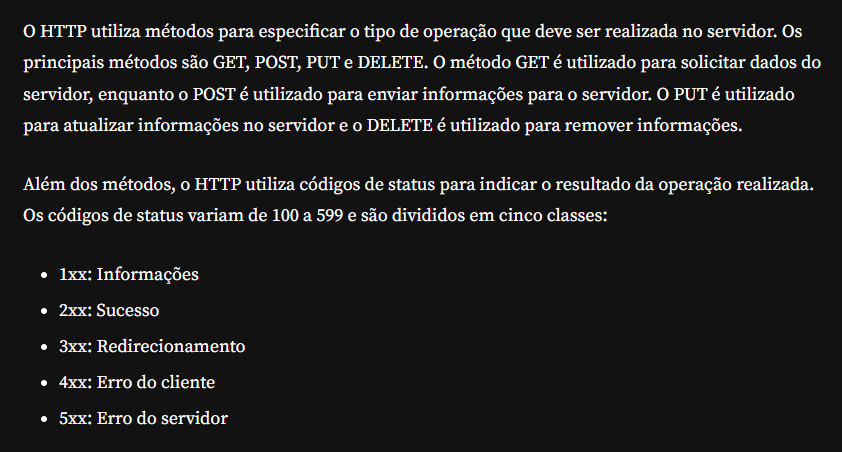 O HTTP utiliza métodos para especificar o tipo de operação que deve ser realizada no servidor. Os
principais métodos são GET, POST, PUT e DELETE. O método GET é utilizado para solicitar dados do
servidor, enquanto o POST é utilizado para enviar informações para o servidor. O PUT é utilizado
para atualizar informações no servidor e o DELETE é utilizado para remover informações.
Além dos métodos, o HTTP utiliza códigos de status para indicar o resultado da operação realizada.
Os códigos de status variam de 100 a 599 e são divididos em cinco classes:
• 1xx: Informações
• 2xx: Sucesso
• 3xx: Redirecionamento
• 4xx: Erro do cliente
• 5xx: Erro do servidor